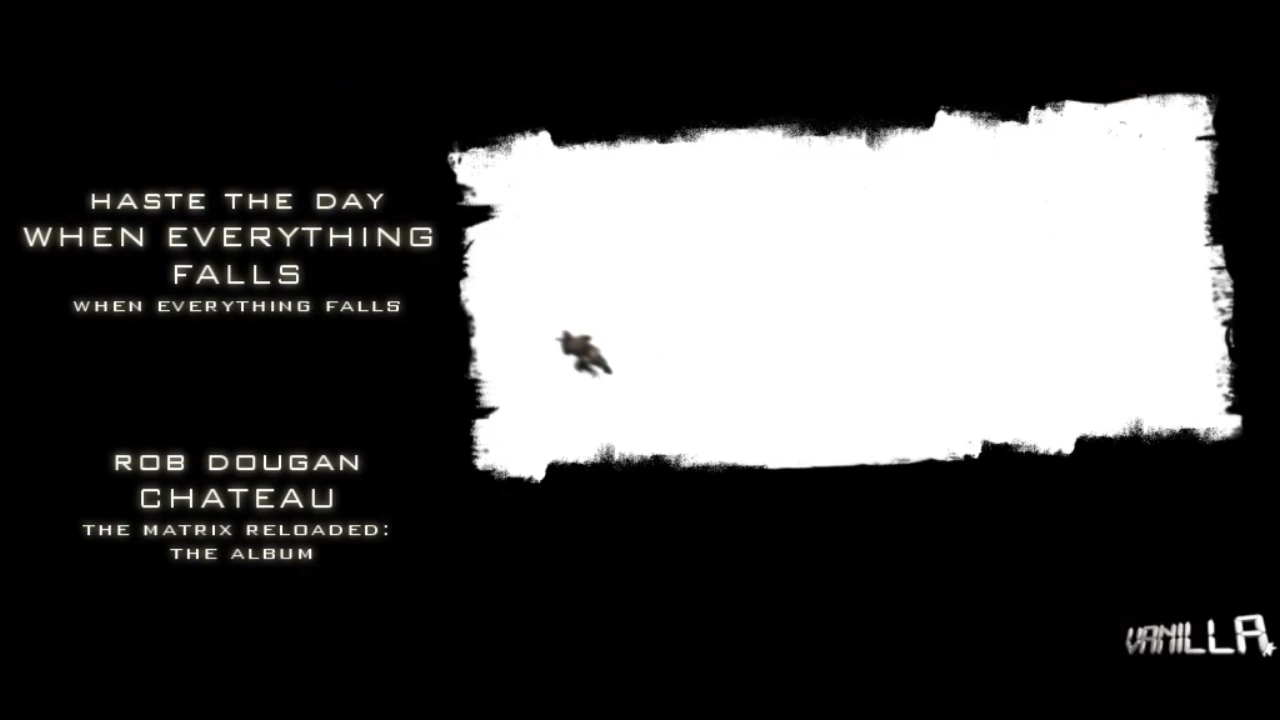 HASTE THE DAY
WHEN EVERYTHING
FALLS
WHEN EVERYTHING FALLS
ROB DOUGAN
CHATEAU
THE MATRIX RELOADED:
THE ALBUM
VANILLA